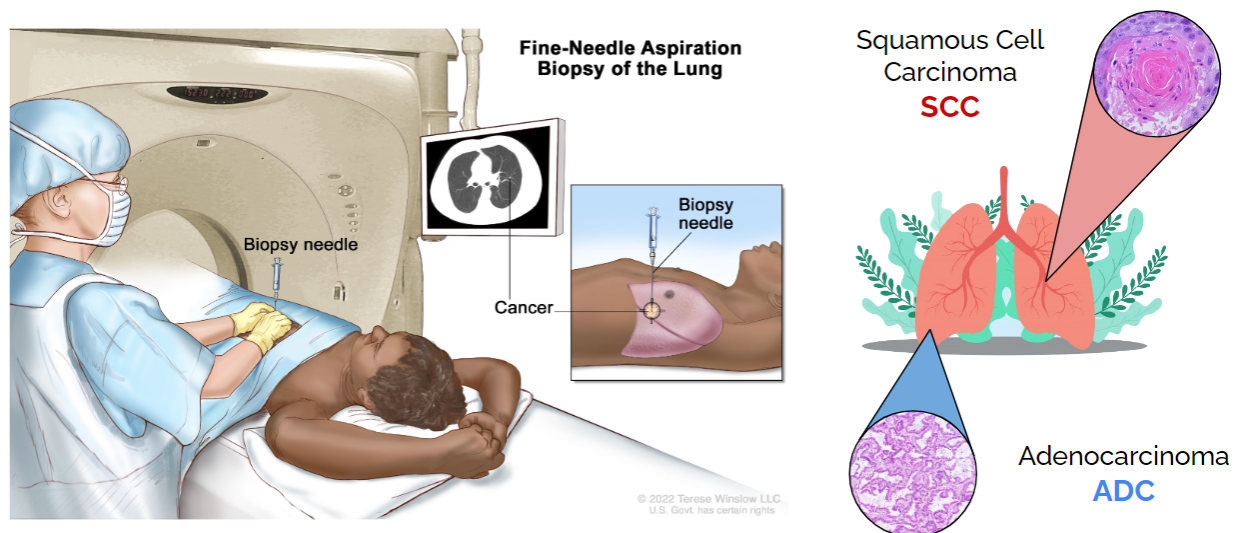 Fine-Needle Aspiration
Biopsy of the Lung
Biopsy needle
Biopsy
needle
Cancer
© 2022 Terese Winslow LLC
U.S. Govt. has certain rights
Squamous Cell
Carcinoma
SCC
Adenocarcinoma
ADC